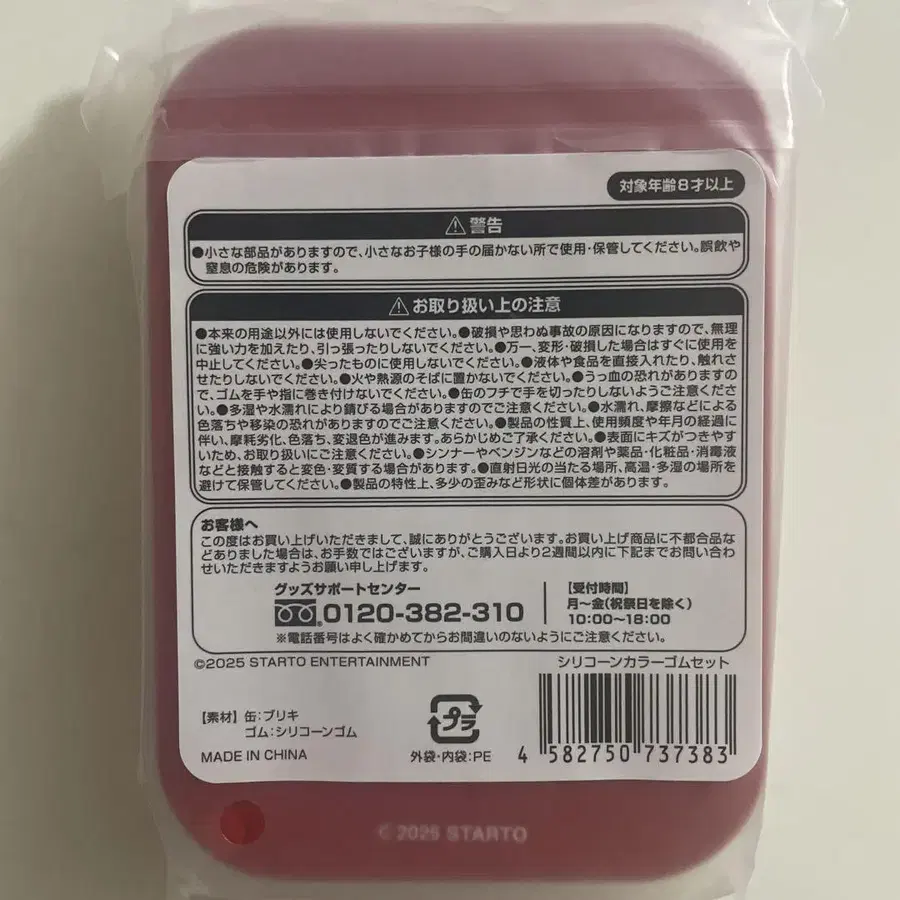 対象年齢8才以上
⚠警告
●小さな部品がありますので、小さなお子様の手の届かない所で使用・保管してください。誤飲や
窒息の危険があります。
⚠お取り扱い上の注意
●本来の用途以外には使用しないでください。●破損や思わぬ事故の原因になりますので、無理
に強い力を加えたり、引っ張ったりしないでください。●万一、変形・破損した場合はすぐに使用を
中止してください。●尖ったものに使用しないでください。●液体や食品を直接入れたり、触れさ
せたりしないでください。●火や熱源のそばに置かないでください。●うっ血の恐れがありますの
で、ゴムを手や指に巻き付けないでください。●缶のフチで手を切ったりしないようご注意くださ
い。●多湿や水濡れにより錆びる場合がありますのでご注意ください。●水濡れ、摩擦などによる
色落ちや移染の恐れがありますのでご注意ください。●製品の性質上、使用頻度や年月の経過に
伴い、摩耗劣化、色落ち、変退色が進みます。あらかじめご了承ください。●表面にキズがつきやす
いため、お取り扱いにご注意ください。●シンナーやベンジンなどの溶剤や薬品・化粧品・消毒液
などと接触すると変色・変質する場合があります。●直射日光の当たる場所、高温・多湿の場所を
避けて保管してください。●製品の特性上、多少の歪みなど形状に個体差があります。
お客様へ
この度はお買い上げいただきまして、誠にありがとうございます。お買い上げ商品に不都合品な
どありました場合は、お手数ではございますが、ご購入日より2週間以内に下記までお問い合わ
せいただきますようお願い申し上げます。
グッズサポートセンター
0120-382-310
【受付時間】
月～金(祝祭日を除く)
10:00～18:00
※電話番号はよく確かめてからお間違いのないようにご注意ください。
©2025 STARTO ENTERTAINMENT
シリコーンカラーゴムセット
【素材】缶:ブリキ
ゴム:シリコーンゴム
MADE IN CHINA
プラ
外袋・内袋:PE
4 582750 737383
© 2025 STARTO